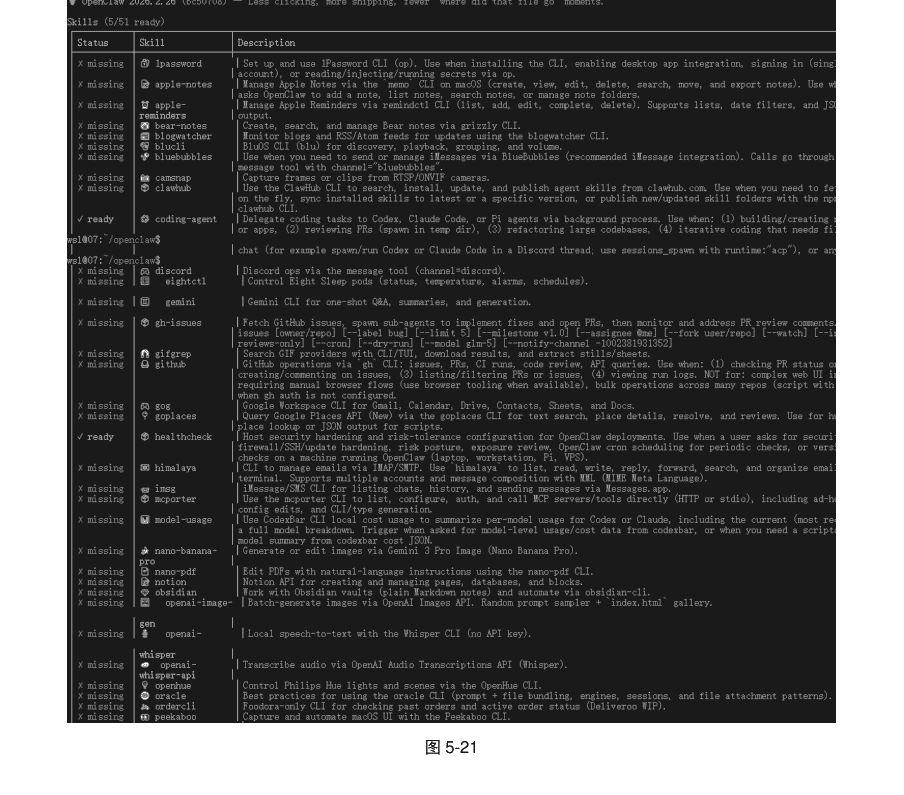 OpenClaw 2026.2.26 (bc50708) — Less clicking, more shipping, fewer "where did that file go" moments.
Skills (5/51 ready)
Status Skill Description
✗ missing 1password Set up and use 1Password CLI (op). Use when installing the CLI, enabling desktop app integration, signing in (sing
account), or reading/injecting/running secrets via op.
✗ missing apple-notes Manage Apple Notes via the `memo` CLI on macOS (create, view, edit, delete, search, move, and export notes). Use w
asks OpenClaw to add a note, list notes, search notes, or manage note folders.
✗ missing apple- Manage Apple Reminders via remindctl CLI (list, add, edit, complete, delete). Supports lists, date filters, and JS
reminders output.
✗ missing bear-notes Create, search, and manage Bear notes via grizzly CLI.
✗ missing blogwatcher Monitor blogs and RSS/Atom feeds for updates using the blogwatcher CLI.
✗ missing blucli BluOS CLI (blu) for discovery, playback, grouping, and volume.
✗ missing bluebubbles Use when you need to send or manage iMessages via BlueBubbles (recommended iMessage integration). Calls go through
message tool with channel="bluebubbles".
✗ missing camsnap Capture frames or clips from RTSP/ONVIF cameras.
✗ missing clawhub Use the ClawHub CLI to search, install, update, and publish agent skills from clawhub.com. Use when you need to fe
on the fly, sync installed skills to latest or a specific version, or publish new/updated skill folders with the np
clawhub CLI.
✓ ready coding-agent Delegate coding tasks to Codex, Claude Code, or Pi agents via background process. Use when: (1) building/creating
or apps, (2) reviewing PRs (spawn in temp dir), (3) refactoring large codebases, (4) iterative coding that needs fi
wsl@07:~/openclaw$
chat (for example spawn/run Codex or Claude Code in a Discord thread; use sessions_spawn with runtime:"acp"), or an
wsl@07:~/openclaw$
✗ missing discord Discord ops via the message tool (channel=discord).
✗ missing eightctl Control Eight Sleep pods (status, temperature, alarms, schedules).
✗ missing gemini Gemini CLI for one-shot Q&A, summaries, and generation.
✗ missing gh-issues Fetch GitHub issues, spawn sub-agents to implement fixes and open PRs, then monitor and address PR review comments.
issues [owner/repo] [--label bug] [--limit 5] [--milestone v1.0] [--assignee @me] [--fork user/repo] [--watch] [--i
reviews-only] [--cron] [--dry-run] [--model glm-5] [--notify-channel -1002381931352]
✗ missing gifgrep Search GIF providers with CLI/TUI, download results, and extract stills/sheets.
✗ missing github GitHub operations via `gh` CLI: issues, PRs, CI runs, code review, API queries. Use when: (1) checking PR status o
creating/commenting on issues, (3) listing/filtering PRs or issues, (4) viewing run logs. NOT for: complex web UI i
requiring manual browser flows (use browser tooling when available), bulk operations across many repos (script with
when gh auth is not configured.
✗ missing gog Google Workspace CLI for Gmail, Calendar, Drive, Contacts, Sheets, and Docs.
✗ missing goplaces Query Google Places API (New) via the goplaces CLI for text search, place details, resolve, and reviews. Use for h
place lookup or JSON output for scripts.
✓ ready healthcheck Host security hardening and risk-tolerance configuration for OpenClaw deployments. Use when a user asks for securi
firewall/SSH/update hardening, risk posture, exposure review, OpenClaw cron scheduling for periodic checks, or vers
checks on a machine running OpenClaw (laptop, workstation, Pi, VPS).
✗ missing himalaya CLI to manage emails via IMAP/SMTP. Use `himalaya` to list, read, write, reply, forward, search, and organize emai
terminal. Supports multiple accounts and message composition with MML (MIME Meta Language).
✗ missing imsg iMessage/SMS CLI for listing chats, history, and sending messages via Messages.app.
✗ missing mcporter Use the mcporter CLI to list, configure, auth, and call MCP servers/tools directly (HTTP or stdio), including ad-h
config edits, and CLI/type generation.
✗ missing model-usage Use CodexBar CLI local cost usage to summarize per-model usage for Codex or Claude, including the current (most re
a full model breakdown. Trigger when asked for model-level usage/cost data from codexbar, or when you need a script
model summary from codexbar cost JSON.
✗ missing nano-banana- Generate or edit images via Gemini 3 Pro Image (Nano Banana Pro).
pro
✗ missing nano-pdf Edit PDFs with natural-language instructions using the nano-pdf CLI.
✗ missing notion Notion API for creating and managing pages, databases, and blocks.
✗ missing obsidian Work with Obsidian vaults (plain Markdown notes) and automate via obsidian-cli.
✗ missing openai-image- Batch-generate images via OpenAI Images API. Random prompt sampler + `index.html` gallery.
gen
✗ missing openai- Local speech-to-text with the Whisper CLI (no API key).
whisper
✗ missing openai- Transcribe audio via OpenAI Audio Transcriptions API (Whisper).
whisper-api
✗ missing openhue Control Philips Hue lights and scenes via the OpenHue CLI.
✗ missing oracle Best practices for using the oracle CLI (prompt + file bundling, engines, sessions, and file attachment patterns).
✗ missing ordercli Foodora-only CLI for checking past orders and active order status (Deliveroo WIP).
✗ missing peekaboo Capture and automate macOS UI with the Peekaboo CLI.
图 5-21